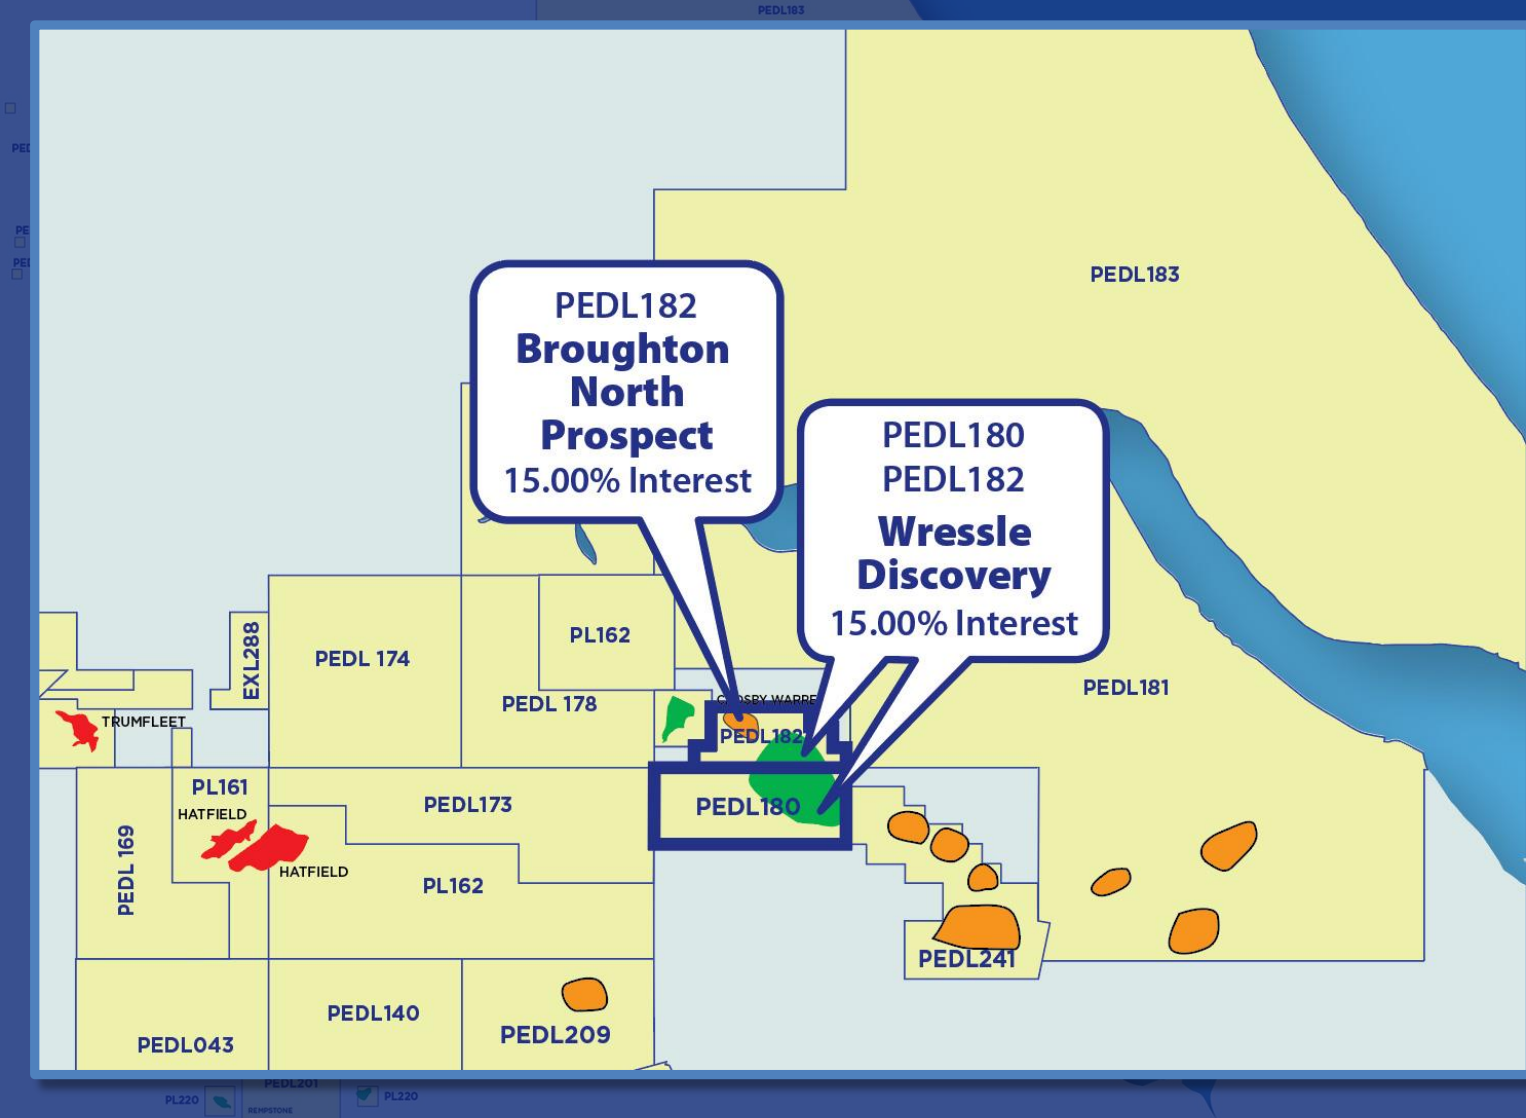 PEDL183
PEDL183
PEDL182
Broughton
North
Prospect
15.00% Interest
PEDL180
PEDL182
Wressle
Discovery
15.00% Interest
EXL288
PEDL 174
PL162
PEDL 178
PEDL181
TRUMFLEET
PEDL182
PL161
HATFIELD
PEDL173
PEDL180
PEDL 169
HATFIELD
PL162
PEDL241
PEDL043
PEDL140
PEDL209
PEDL201
PL220
PL220
REMPSTONE